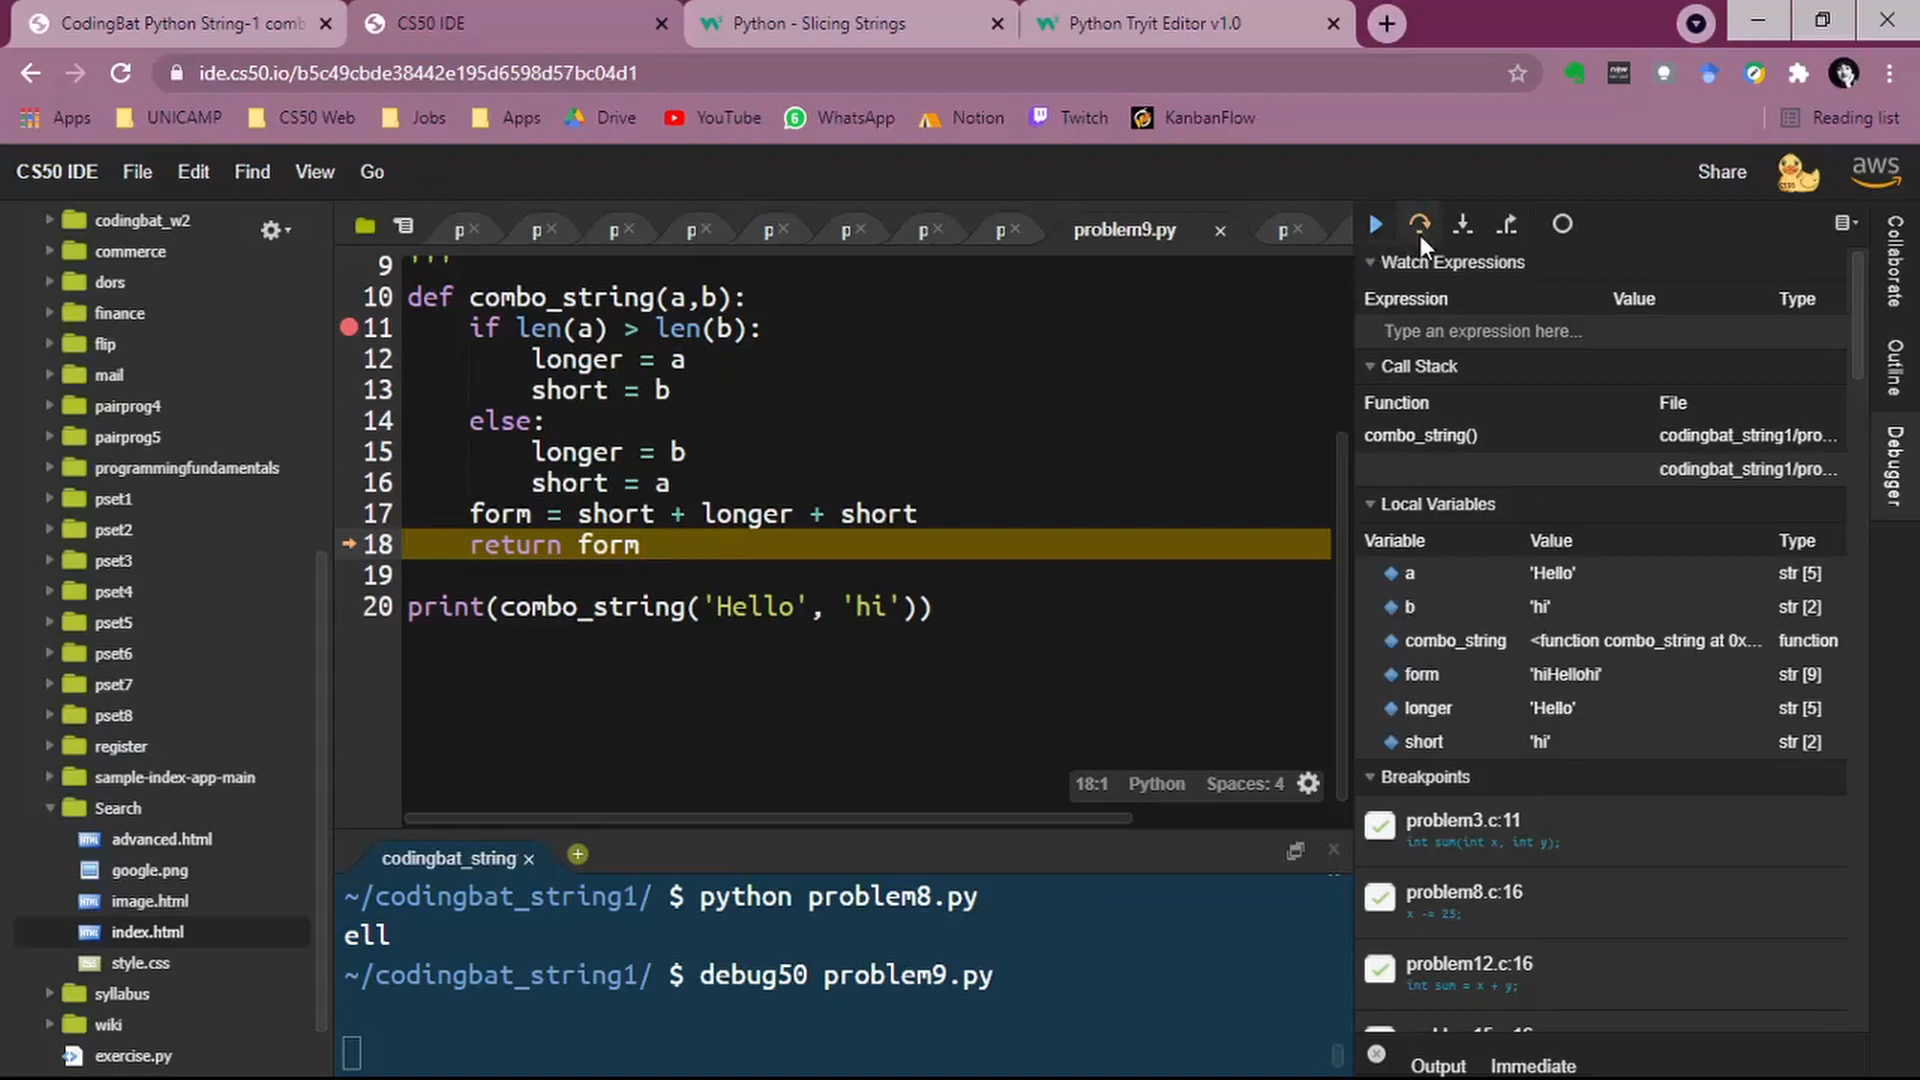 CodingBat Python String-1 comb
CS50 IDE
Python - Slicing Strings
Python Tryit Editor v1.0
ide.cs50.io/b5c49cbde38442e195d6598d57bc04d1
Apps
UNICAMP
CS50 Web
Jobs
Apps
Drive
YouTube
WhatsApp
Notion
Twitch
KanbanFlow
Reading list
CS50 IDE
File
Edit
Find
View
Go
Share
aws
codingbat_w2
commerce
dors
finance
flip
mail
pairprog4
pairprog5
programmingfundamentals
pset1
pset2
pset3
pset4
pset5
pset6
pset7
pset8
register
sample-index-app-main
Search
advanced.html
google.png
image.html
index.html
style.css
syllabus
wiki
exercise.py
p
p
p
p
p
p
p
p
problem9.py
p
9 '''
10 def combo_string(a,b):
11 if len(a) > len(b):
12 longer = a
13 short = b
14 else:
15 longer = b
16 short = a
17 form = short + longer + short
18 return form
19
20 print(combo_string('Hello', 'hi'))
18:1 Python Spaces: 4
codingbat_string
~/codingbat_string1/ $ python problem8.py
ell
~/codingbat_string1/ $ debug50 problem9.py
Watch Expressions
Expression Value Type
Type an expression here...
Call Stack
Function File
combo_string() codingbat_string1/pro...
codingbat_string1/pro...
Local Variables
Variable Value Type
a 'Hello' str [5]
b 'hi' str [2]
combo_string <function combo_string at 0x... function
form 'hiHellohi' str [9]
longer 'Hello' str [5]
short 'hi' str [2]
Breakpoints
problem3.c:11
int sum(int x, int y);
problem8.c:16
x -= 25;
problem12.c:16
int sum = x + y;
Output Immediate
Collaborate
Outline
Debugger